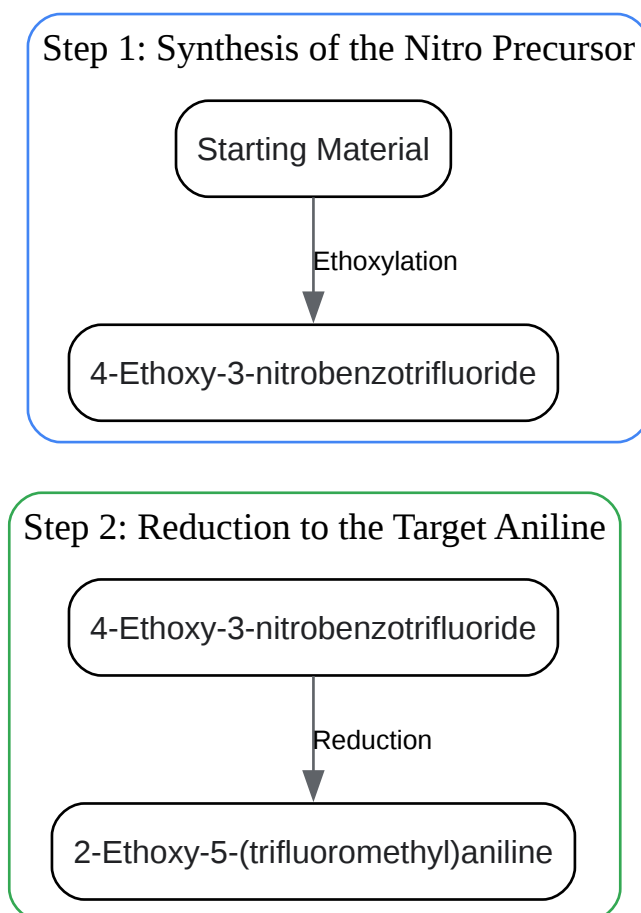 Step 1: Synthesis of the Nitro Precursor
Starting Material
Ethoxylation
4-Ethoxy-3-nitrobenzotrifluoride
Step 2: Reduction to the Target Aniline
4-Ethoxy-3-nitrobenzotrifluoride
Reduction
2-Ethoxy-5-(trifluoromethyl)aniline